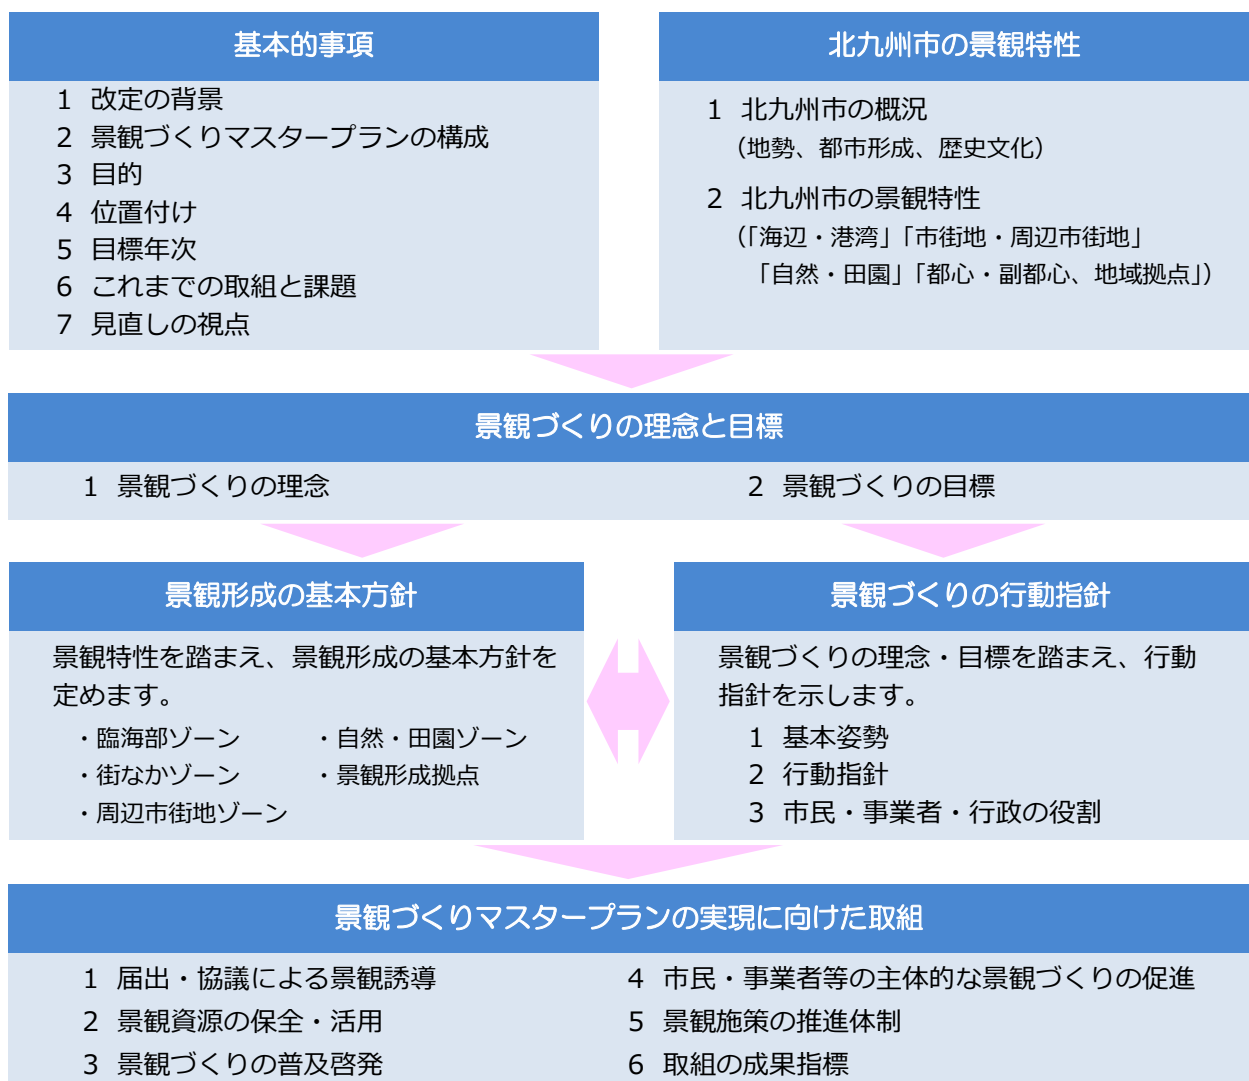 基本的事項
1 改定の背景
2 景観づくりマスタープランの構成
3 目的
4 位置付け
5 目標年次
6 これまでの取組と課題
7 見直しの視点
北九州市の景観特性
1 北九州市の概況
(地勢、都市形成、歴史文化)
2 北九州市の景観特性
(「海辺・港湾」「市街地・周辺市街地」
「自然・田園」「都心・副都心、地域拠点」)
景観づくりの理念と目標
1 景観づくりの理念
2 景観づくりの目標
景観形成の基本方針
景観特性を踏まえ、景観形成の基本方針を
定めます。
・臨海部ゾーン ・自然・田園ゾーン
・街なかゾーン ・景観形成拠点
・周辺市街地ゾーン
景観づくりの行動指針
景観づくりの理念・目標を踏まえ、行動
指針を示します。
1 基本姿勢
2 行動指針
3 市民・事業者・行政の役割
景観づくりマスタープランの実現に向けた取組
1 届出・協議による景観誘導
2 景観資源の保全・活用
3 景観づくりの普及啓発
4 市民・事業者等の主体的な景観づくりの促進
5 景観施策の推進体制
6 取組の成果指標